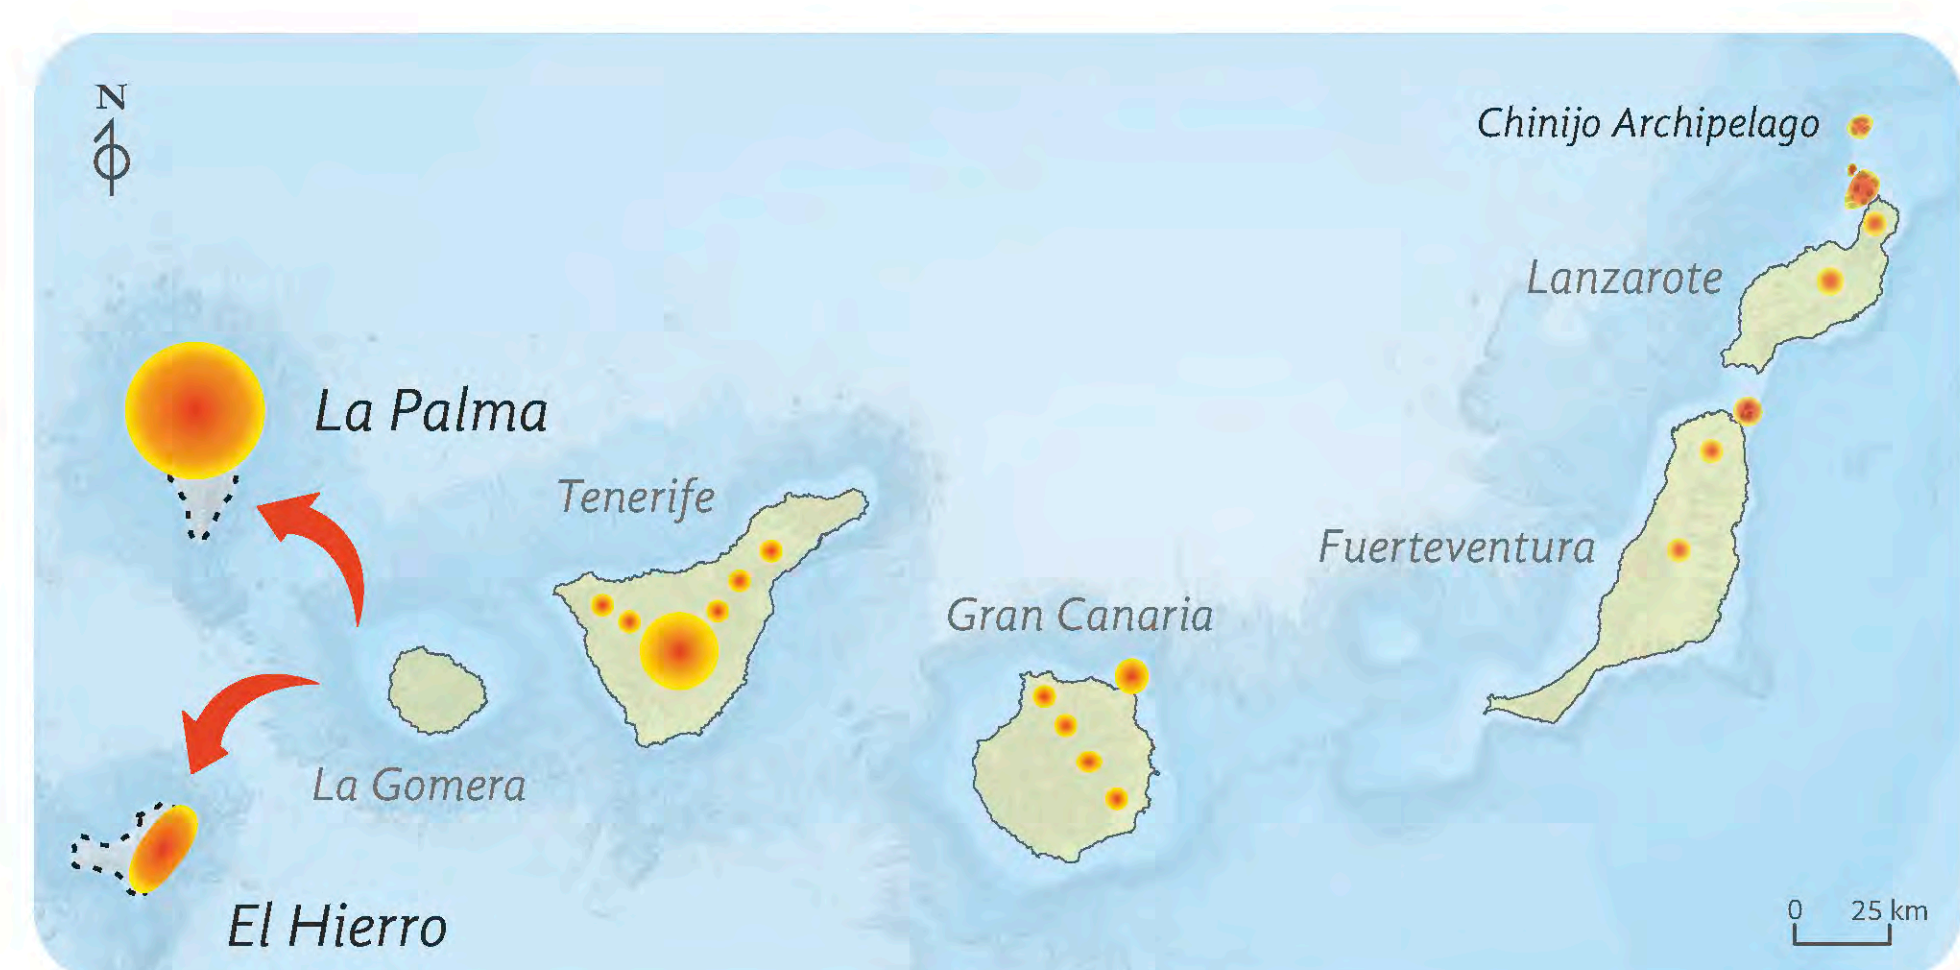 N
Chinijo Archipelago
Lanzarote
La Palma
Tenerife
Fuerteventura
Gran Canaria
La Gomera
El Hierro
0 25 km